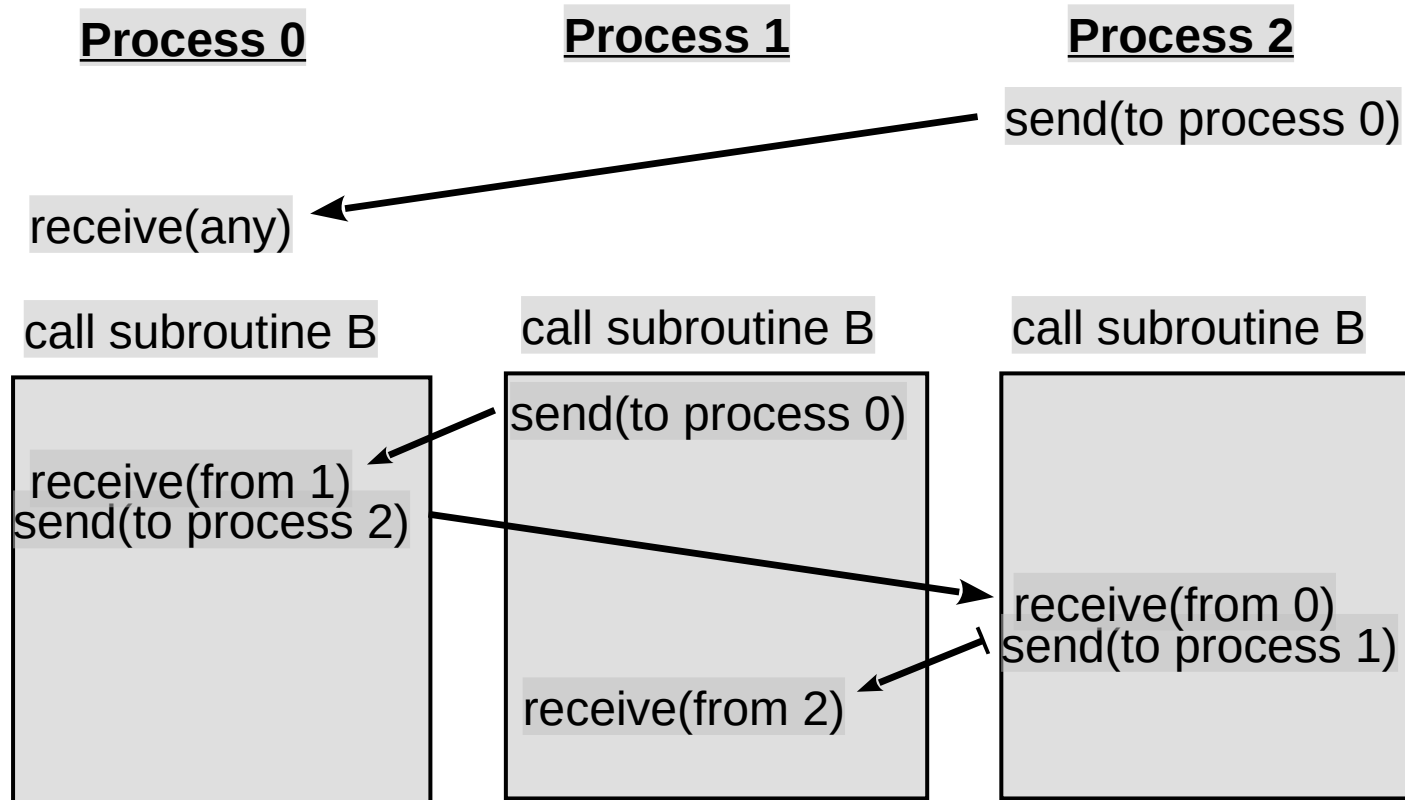 Process 0
Process 1
Process 2
send(to process 0)
receive(any)
call subroutine B
call subroutine B
call subroutine B
send(to process 0)
receive(from 1)
send(to process 2)
receive(from 0)
send(to process 1)
receive(from 2)